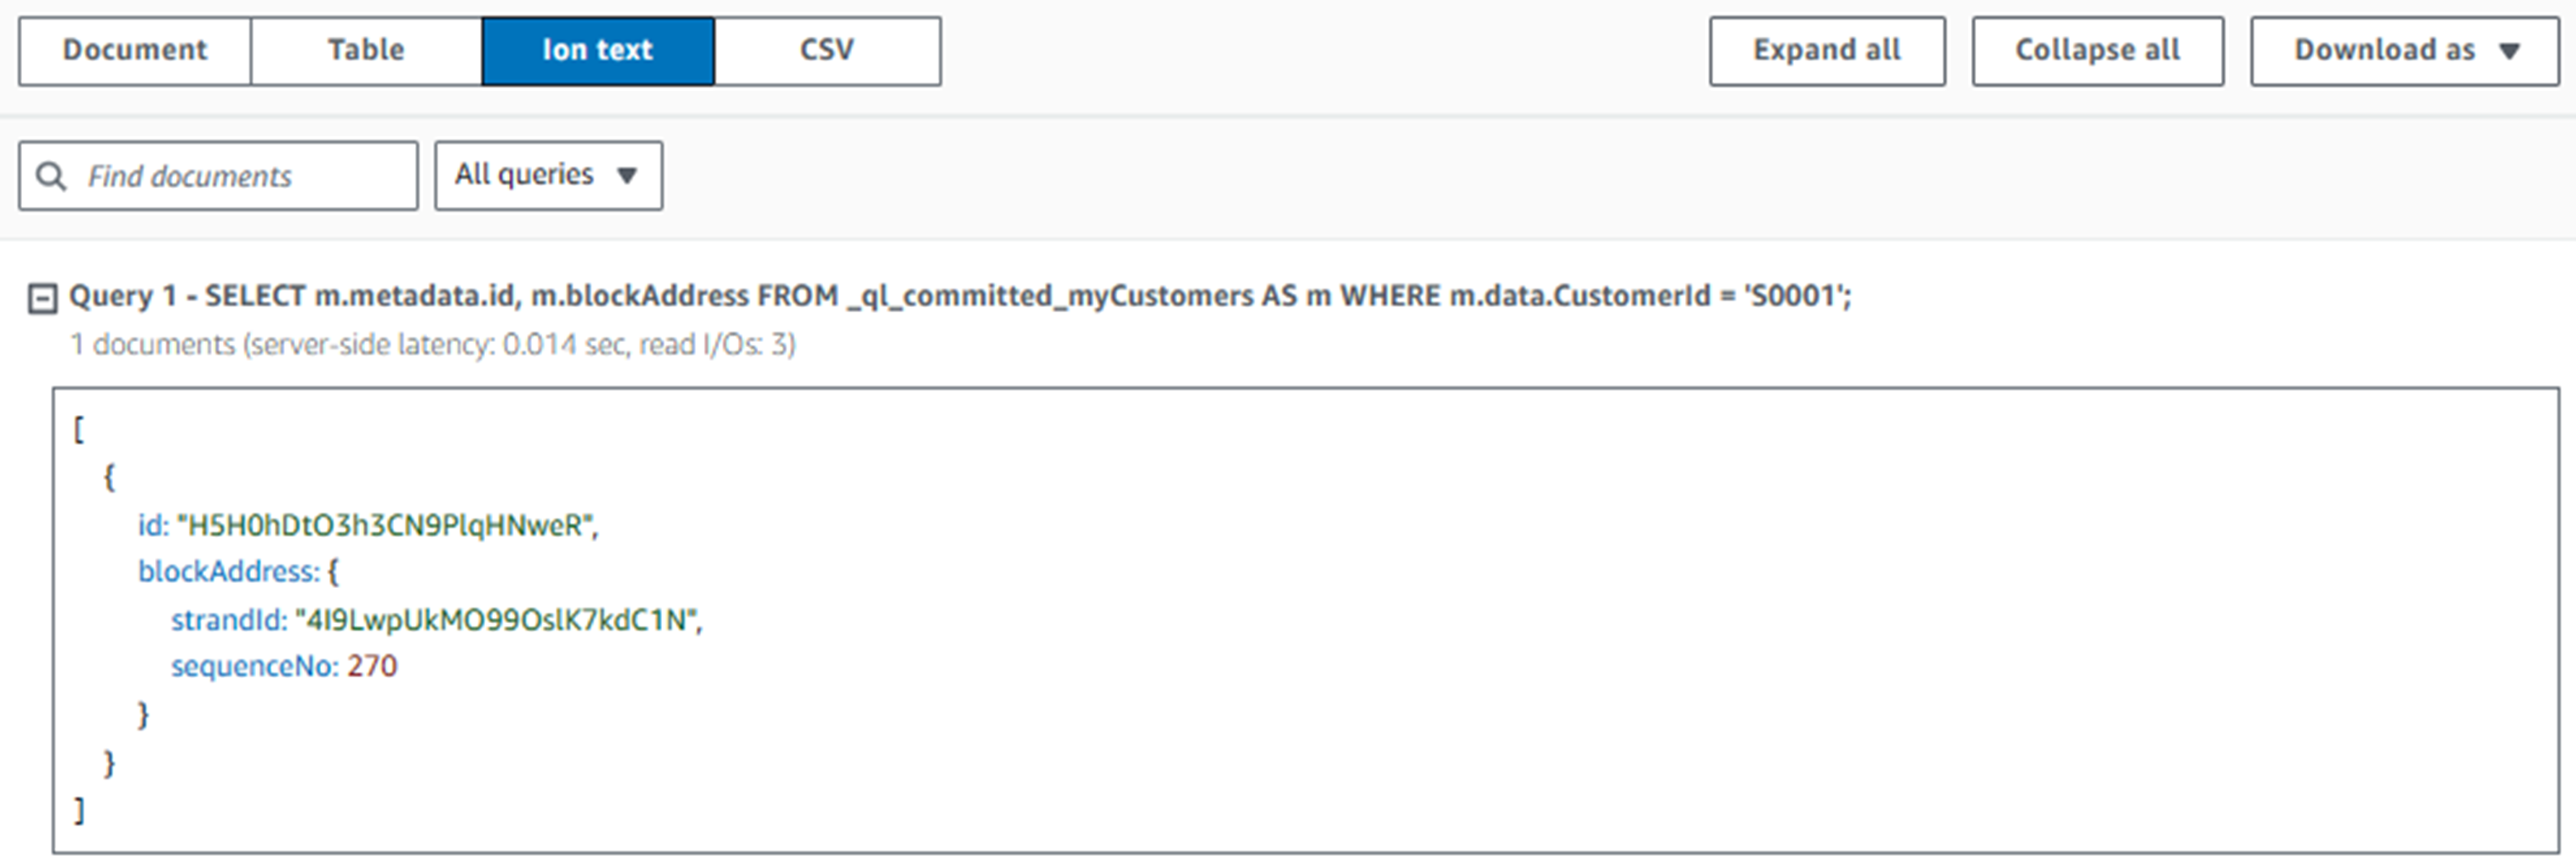 Document Table Ion text CSV Expand all Collapse all Download as
Find documents All queries
Query 1 - SELECT m.metadata.id, m.blockAddress FROM _ql_committed_myCustomers AS m WHERE m.data.CustomerId = 'S0001';
1 documents (server-side latency: 0.014 sec, read I/Os: 3)
[
{
id: "H5H0hDtO3h3CN9PlqHNweR",
blockAddress: {
strandId: "4I9LwpUkMO99OslK7kdC1N",
sequenceNo: 270
}
}
]